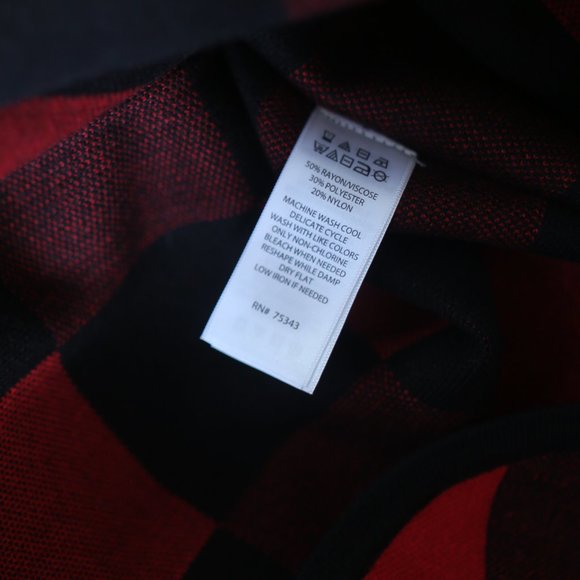 50% RAYON/VISCOSE
30% POLYESTER
20% NYLON
MACHINE WASH COOL
DELICATE CYCLE
WASH WITH LIKE COLORS
ONLY NON-CHLORINE
BLEACH WHEN NEEDED
RESHAPE WHILE DAMP
DRY FLAT
LOW IRON IF NEEDED
RN# 75343